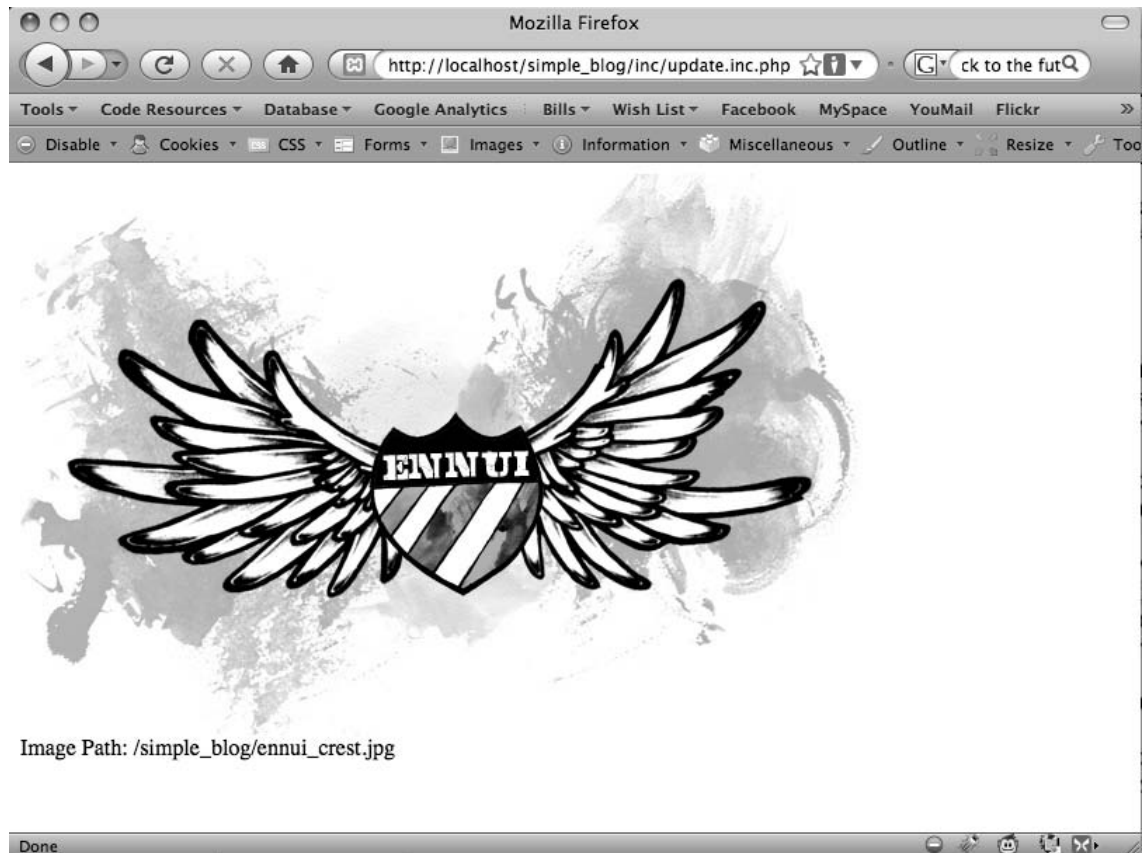 Mozilla Firefox
http://localhost/simple_blog/inc/update.inc.php
G ck to the fut
Tools Code Resources Database Google Analytics Bills Wish List Facebook MySpace YouMail Flickr »
Disable Cookies CSS Forms Images Information Miscellaneous Outline Resize Too
ENNUI
Image Path: /simple_blog/ennui_crest.jpg
Done